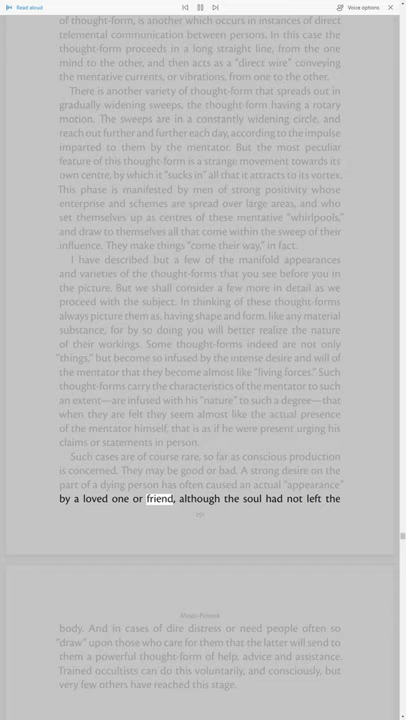 Read aloud
Voice options
of thought-form, is another which occurs in instances of direct
telemental communication between persons. In this case the
thought-form proceeds in a long straight line, from the one
mind to the other, and then acts as a "direct wire" conveying
the mentative currents, or vibrations, from one to the other.
There is another variety of thought-form that spreads out in
gradually widening sweeps, the thought-form having a rotary
motion. The sweeps are in a constantly widening circle, and
reach out further and further each day, according to the impulse
imparted to them by the mentator. But the most peculiar
feature of this thought-form is a strange movement towards its
own centre, by which it "sucks in" all that it attracts to its vortex.
This phase is manifested by men of strong positivity whose
enterprise and schemes are spread over large areas, and who
set themselves up as centres of these mentative "whirlpools,"
and draw to themselves all that come within the sweep of their
influence. They make things "come their way," in fact.
I have described but a few of the manifold appearances
and varieties of the thought-forms that you see before you in
the picture. But we shall consider a few more in detail as we
proceed with the subject. In thinking of these thought-forms
always picture them as, having shape and form, like any material
substance, for by so doing you will better realize the nature
of their workings. Some thought-forms indeed are not only
"things," but become so infused by the intense desire and will of
the mentator that they become almost like "living forces." Such
thought-forms carry the characteristics of the mentator to such
an extent—are infused with his "nature" to such a degree—that
when they are felt they seem almost like the actual presence
of the mentator himself, that is as if he were present urging his
claims or statements in person.
Such cases are of course rare, so far as conscious production
is concerned. They may be good or bad. A strong desire on the
part of a dying person has often caused an actual "appearance"
by a loved one or friend, although the soul had not left the
Mind-Power
body. And in cases of dire distress or need people often so
"draw" upon those who care for them that the latter will send to
them a powerful thought-form of help, advice and assistance.
Trained occultists can do this voluntarily, and consciously, but
very few others have reached this stage.